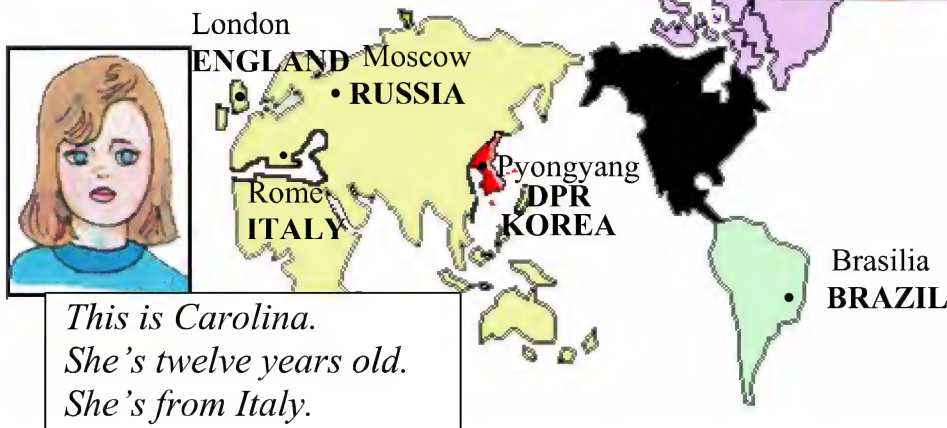 London
ENGLAND
Moscow
RUSSIA
Rome
ITALY
Pyongyang
DPR
KOREA
Brasilia
BRAZIL
This is Carolina.
She's twelve years old.
She's from Italy.